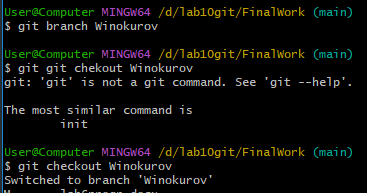 User@Computer MINGW64 /d/lab10git/FinalWork (main)
$ git branch Winokurov
User@Computer MINGW64 /d/lab10git/FinalWork (main)
$ git git chekout Winokurov
git: 'git' is not a git command. See 'git --help'.
The most similar command is
init
User@Computer MINGW64 /d/lab10git/FinalWork (main)
$ git checkout Winokurov
Switched to branch 'Winokurov'